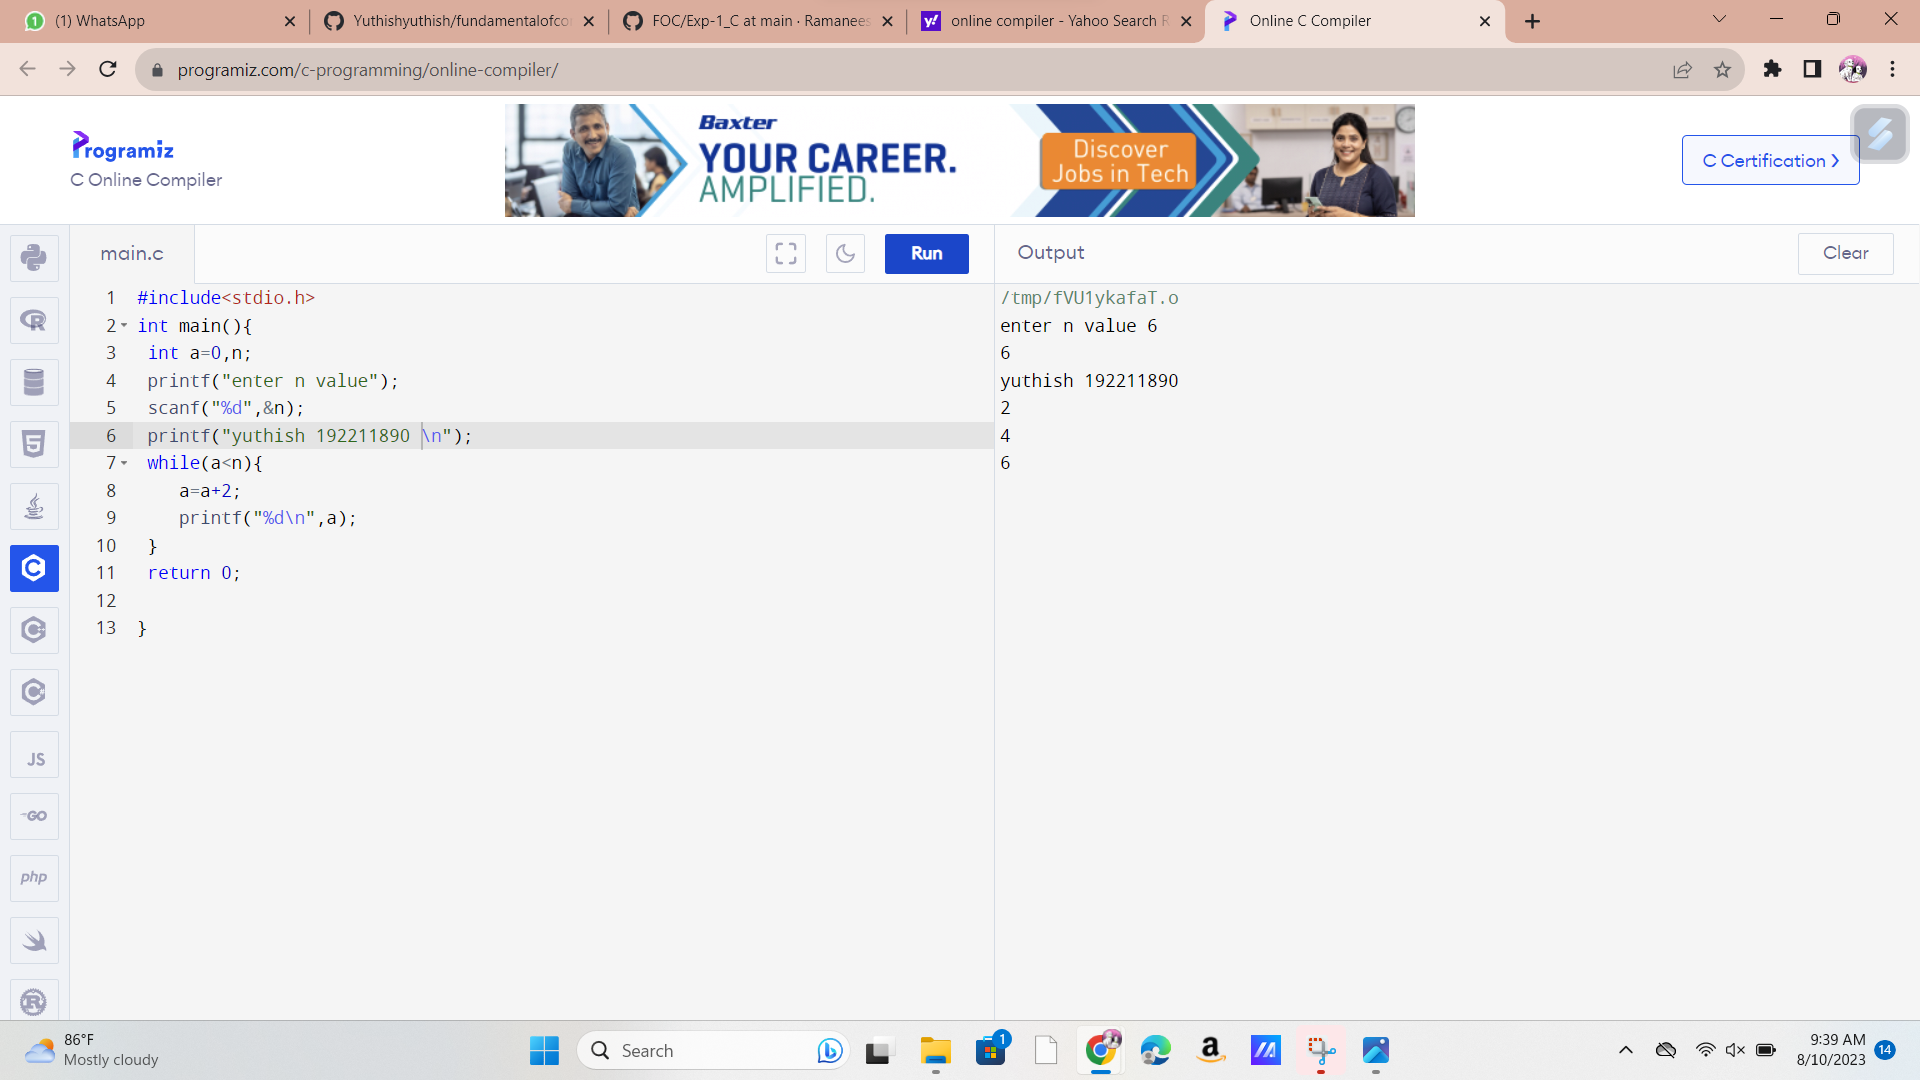 (1) WhatsApp
Yuthishyuthish/fundamentalofco
FOC/Exp-1_C at main · Ramanees
online compiler - Yahoo Search R
Online C Compiler
programiz.com/c-programming/online-compiler/
Programiz
C Online Compiler
Baxter
YOUR CAREER.
AMPLIFIED.
Discover
Jobs in Tech
C Certification
main.c
Run
Output
Clear
1 #include<stdio.h>
2 int main(){
3 int a=0,n;
4 printf("enter n value");
5 scanf("%d",&n);
6 printf("yuthish 192211890 \n");
7 while(a<n){
8 a=a+2;
9 printf("%d\n",a);
10 }
11 return 0;
12
13 }
/tmp/fVU1ykafaT.o
enter n value 6
6
yuthish 192211890
2
4
6
R
5
C
JS
GO
php
86°F
Mostly cloudy
Search
1
a
9:39 AM
8/10/2023
14